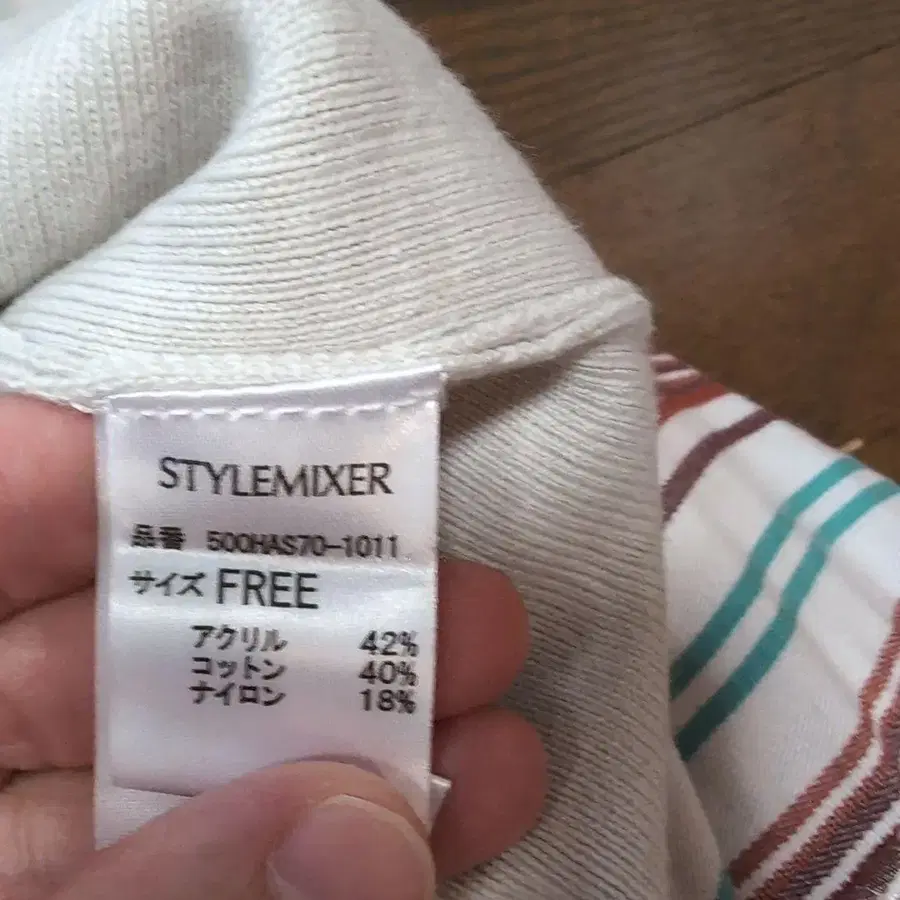 STYLEMIXER
品番 500HAS70-1011
サイズ FREE
アクリル 42%
コットン 40%
ナイロン 18%